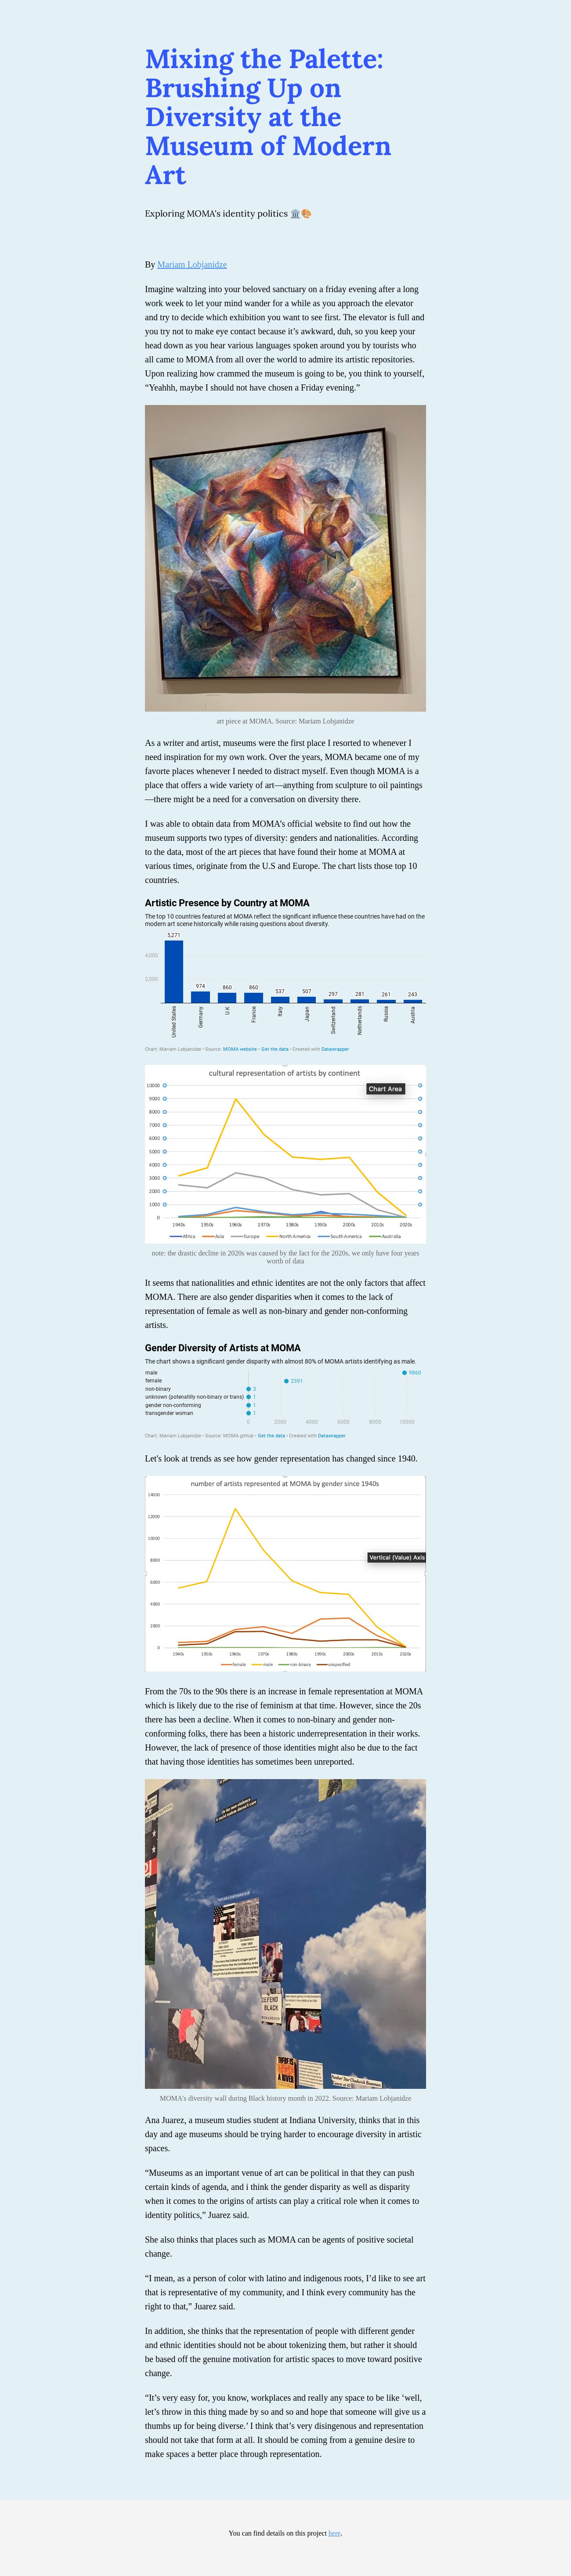 Mixing the Palette:
Brushing Up on
Diversity at the
Museum of Modern
Art
Exploring MOMA's identity politics 🏛️🎨
By Mariam Lobjanidze
Imagine waltzing into your beloved sanctuary on a friday evening after a long
work week to let your mind wander for a while as you approach the elevator
and try to decide which exhibition you want to see first. The elevator is full and
you try not to make eye contact because it's awkward, duh, so you keep your
head down as you hear various languages spoken around you by tourists who
all came to MOMA from all over the world to admire its artistic repositories.
Upon realizing how crammed the museum is going to be, you think to yourself,
“Yeahhh, maybe I should not have chosen a Friday evening.”
art piece at MOMA. Source: Mariam Lobjanidze
As a writer and artist, museums were the first place I resorted to whenever I
need inspiration for my own work. Over the years, MOMA became one of my
favorte places whenever I needed to distract myself. Even though MOMA is a
place that offers a wide variety of art—anything from sculpture to oil paintings
—there might be a need for a conversation on diversity there.
I was able to obtain data from MOMA's official website to find out how the
museum supports two types of diversity: genders and nationalities. According
to the data, most of the art pieces that have found their home at MOMA at
various times, originate from the U.S and Europe. The chart lists those top 10
countries.
Artistic Presence by Country at MOMA
The top 10 countries featured at MOMA reflect the significant influence these countries have had on the
modern art scene historically while raising questions about diversity.
5,271
4,000
2,000
974 860 860 537 507 297 281 261 243
United States Germany U.K France Italy Japan Switzerland Netherlands Russia Austria
Chart: Mariam Lobjanidze • Source: MOMA website • Get the data • Created with Datawrapper
cultural representation of artists by continent
Chart Area
10000
9000
8000
7000
6000
5000
4000
3000
2000
1000
0
1940s 1950s 1960s 1970s 1980s 1990s 2000s 2010s 2020s
Africa Asia Europe North America South America Australia
note: the drastic decline in 2020s was caused by the fact for the 2020s, we only have four years
worth of data
It seems that nationalities and ethnic identites are not the only factors that affect
MOMA. There are also gender disparities when it comes to the lack of
representation of female as well as non-binary and gender non-conforming
artists.
Gender Diversity of Artists at MOMA
The chart shows a significant gender disparity with almost 80% of MOMA artists identifying as male.
male 9860
female 2391
non-binary 3
unknown (potenatilly non-binary or trans) 1
gender non-conforming 1
transgender woman 1
0 2000 4000 6000 8000 10000
Chart: Mariam Lobjanidze • Source: MOMA github • Get the data • Created with Datawrapper
Let's look at trends as see how gender representation has changed since 1940.
number of artists represented at MOMA by gender since 1940s
14000
12000
10000
8000
Vertical (Value) Axis
6000
4000
2000
0
1940s 1950s 1960s 1970s 1980s 1990s 2000s 2010s 2020s
female male non-binary unspecified
From the 70s to the 90s there is an increase in female representation at MOMA
which is likely due to the rise of feminism at that time. However, since the 20s
there has been a decline. When it comes to non-binary and gender non-
conforming folks, there has been a historic underrepresentation in their works.
However, the lack of presence of those identities might also be due to the fact
that having those identities has sometimes been unreported.
DEFEND
BLACK
MOMA's diversity wall during Black history month in 2022. Source: Mariam Lobjanidze
Ana Juarez, a museum studies student at Indiana University, thinks that in this
day and age museums should be trying harder to encourage diversity in artistic
spaces.
“Museums as an important venue of art can be political in that they can push
certain kinds of agenda, and i think the gender disparity as well as disparity
when it comes to the origins of artists can play a critical role when it comes to
identity politics,” Juarez said.
She also thinks that places such as MOMA can be agents of positive societal
change.
“I mean, as a person of color with latino and indigenous roots, I'd like to see art
that is representative of my community, and I think every community has the
right to that,” Juarez said.
In addition, she thinks that the representation of people with different gender
and ethnic identities should not be about tokenizing them, but rather it should
be based off the genuine motivation for artistic spaces to move toward positive
change.
“It's very easy for, you know, workplaces and really any space to be like ‘well,
let's throw in this thing made by so and so and hope that someone will give us a
thumbs up for being diverse.’ I think that's very disingenous and representation
should not take that form at all. It should be coming from a genuine desire to
make spaces a better place through representation.
You can find details on this project here.